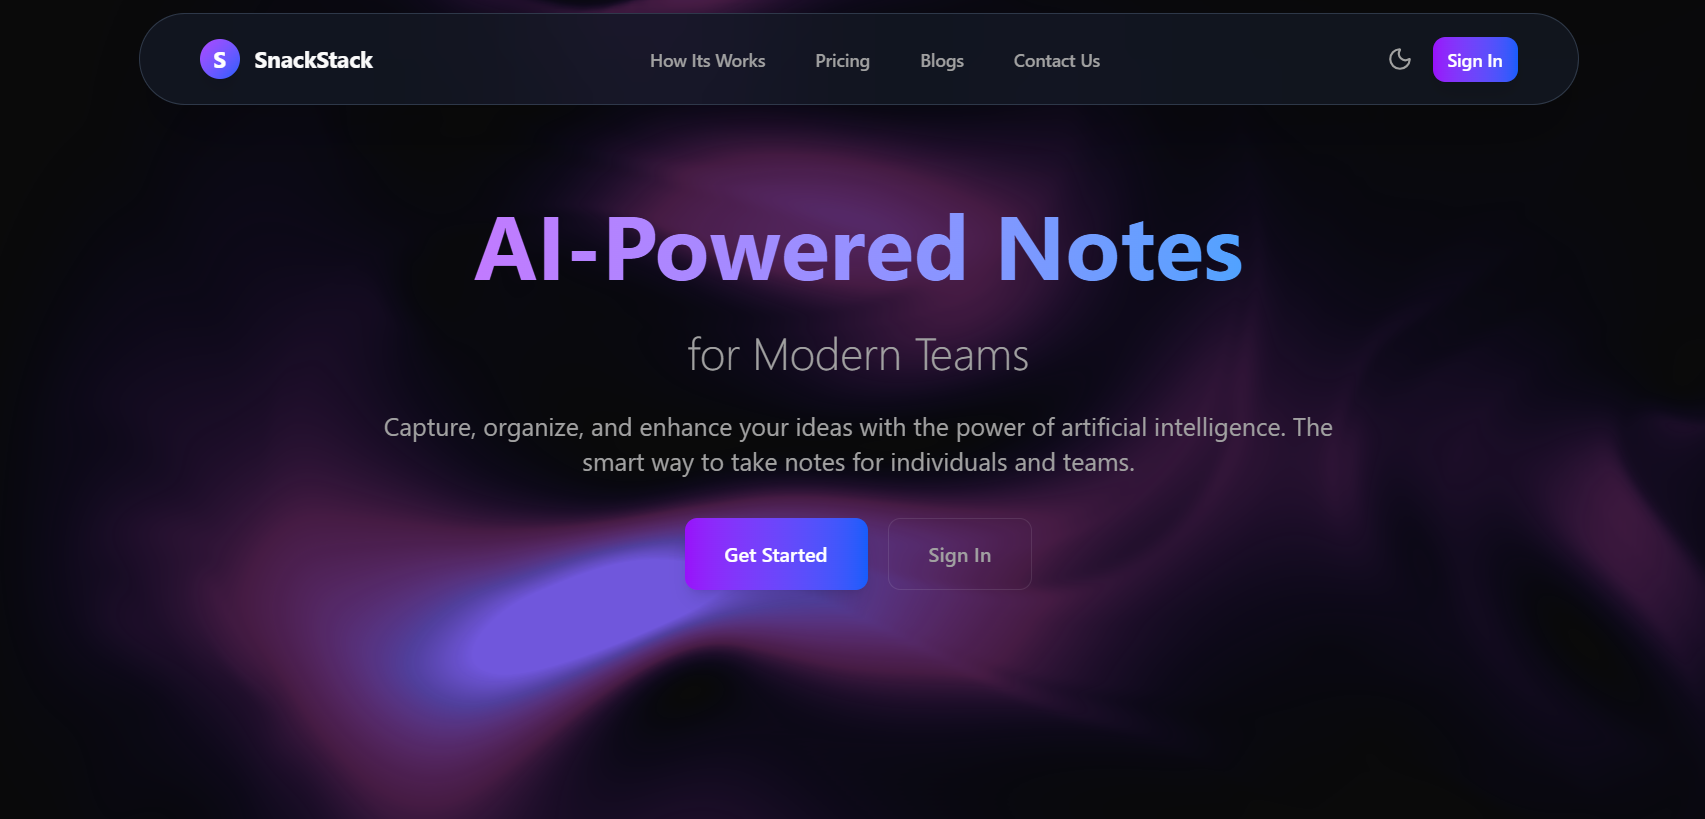 S SnackStack How Its Works Pricing Blogs Contact Us Sign In
AI-Powered Notes
for Modern Teams
Capture, organize, and enhance your ideas with the power of artificial intelligence. The
smart way to take notes for individuals and teams.
Get Started Sign In